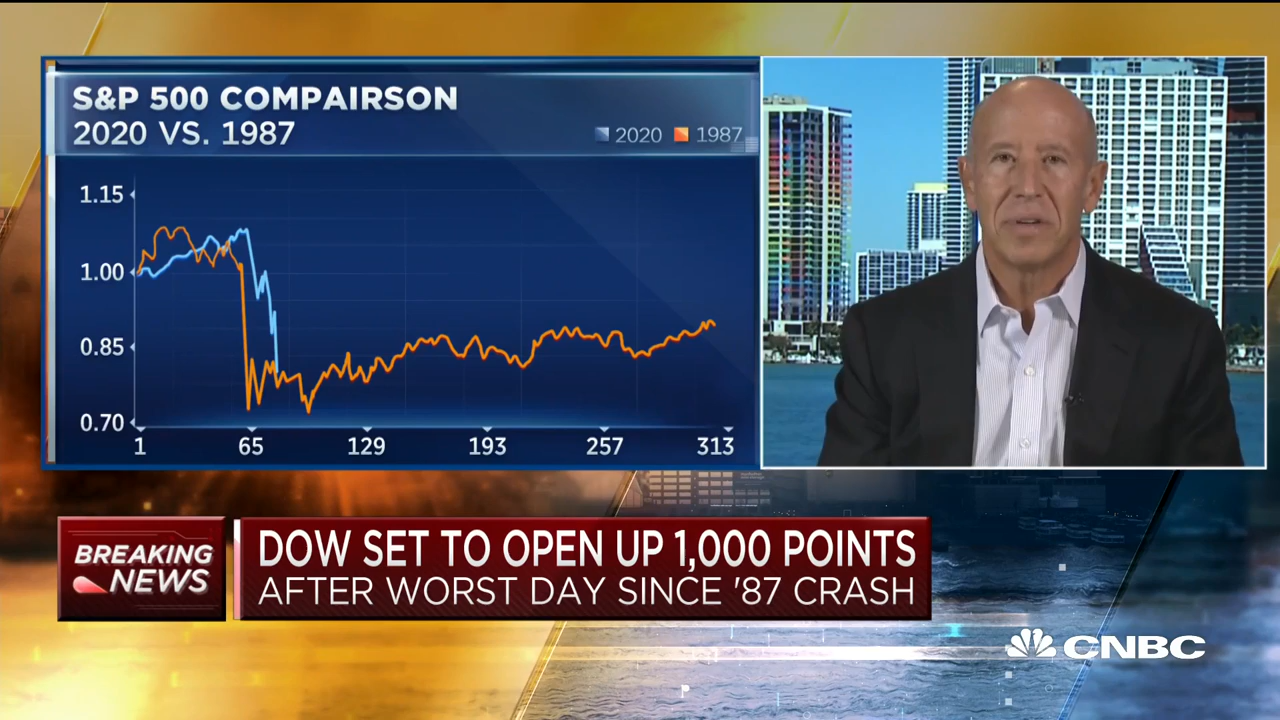 S&P 500 COMPAIRSON
2020 VS. 1987
2020 1987
1.15
1.00
0.85
0.70
1 65 129 193 257 313
BREAKING
NEWS
DOW SET TO OPEN UP 1,000 POINTS
AFTER WORST DAY SINCE '87 CRASH
CNBC